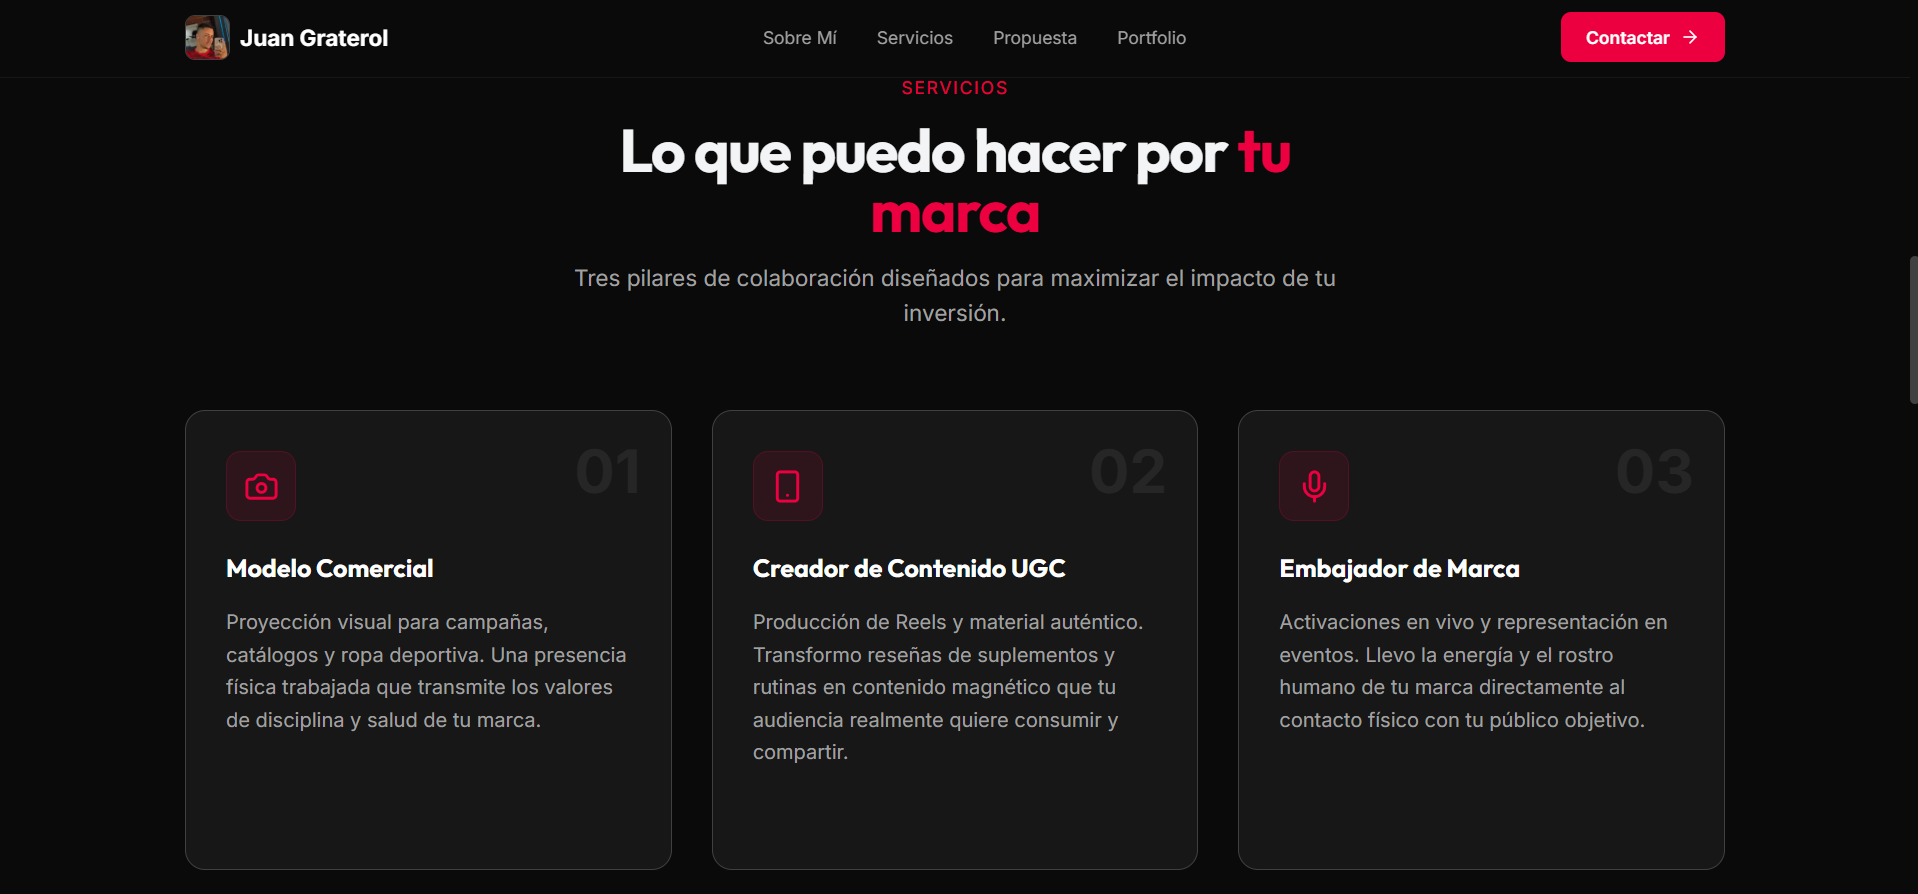 Juan Graterol
Sobre Mí
Servicios
Propuesta
Portfolio
Contactar →
SERVICIOS
Lo que puedo hacer por tu
marca
Tres pilares de colaboración diseñados para maximizar el impacto de tu
inversión.
01
Modelo Comercial
Proyección visual para campañas,
catálogos y ropa deportiva. Una presencia
física trabajada que transmite los valores
de disciplina y salud de tu marca.
02
Creador de Contenido UGC
Producción de Reels y material auténtico.
Transformo reseñas de suplementos y
rutinas en contenido magnético que tu
audiencia realmente quiere consumir y
compartir.
03
Embajador de Marca
Activaciones en vivo y representación en
eventos. Llevo la energía y el rostro
humano de tu marca directamente al
contacto físico con tu público objetivo.